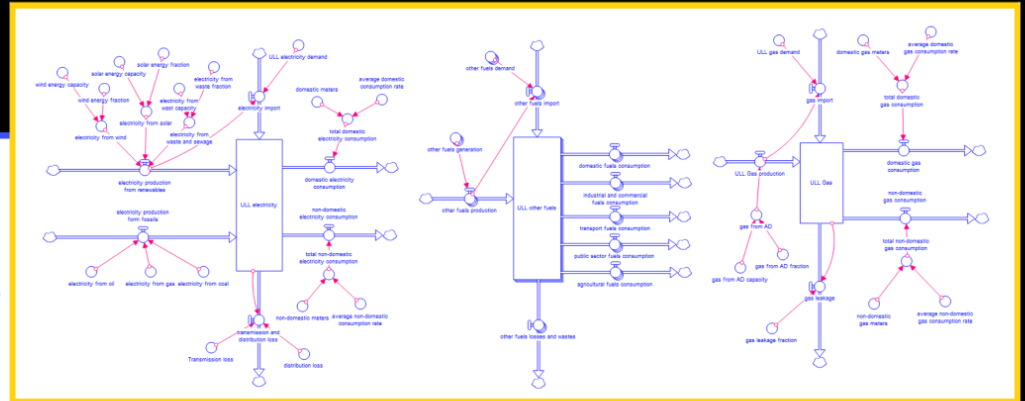 solar energy fraction
solar energy capacity
electricity from
waste fraction
wind energy capacity
wind energy fraction
electricity from
wast capacity
electricity from solar
electricity from
waste and sewage
electricity from wind
ULL electricity demand
electricity import
domestic meters
average domestic
consumption rate
total domestic
electricity consumption
electricity production
from renewables
ULL electricity
domestic electricity
consumption
electricity production
form fossils
non-domestic
electricity consumption
total non-domestic
electricity consumption
electricity from oil
electricity from gas
electricity from coal
non-domestic meters
average non-domestic
consumption rate
transmission and
distribution loss
Transmission loss
distribution loss
other fuels demand
other fuels import
other fuels generation
other fuels production
ULL other fuels
domestic fuels consumption
industrial and commercial
fuels consumption
transport fuels consumption
public sector fuels consumption
agricultural fuels consumption
other fuels losses and wastes
ULL gas demand
domestic gas meters
average domestic
gas consumption rate
gas import
total domestic
gas consumption
ULL Gas production
ULL Gas
domestic gas
consumption
non-domestic
gas consumption
gas from AD
total non-domestic
gas consumption
gas from AD capacity
gas from AD fraction
gas leakage
gas leakage fraction
non-domestic
gas meters
average non-domestic
gas consumption rate